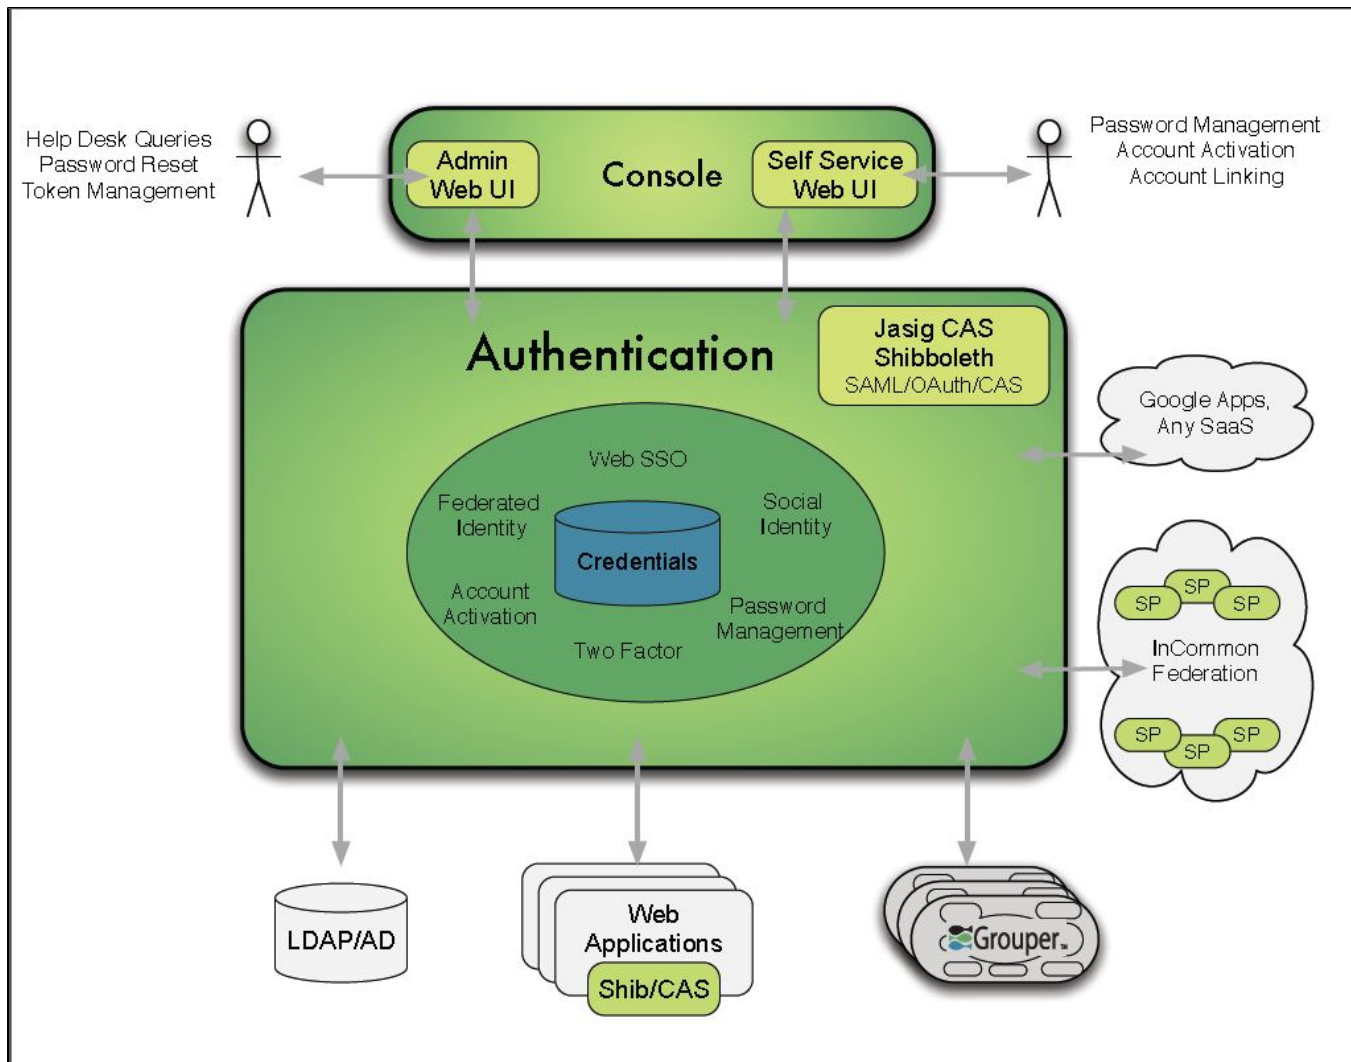 Help Desk Queries
Password Reset
Token Management
Admin
Web UI
Console
Self Service
Web UI
Password Management
Account Activation
Account Linking
Authentication
Jasig CAS
Shibboleth
SAML/OAuth/CAS
Web SSO
Federated
Identity
Social
Identity
Credentials
Account
Activation
Password
Management
Two Factor
Google Apps,
Any SaaS
SP
SP
SP
InCommon
Federation
SP
SP
SP
LDAP/AD
Web
Applications
Shib/CAS
Grouper™